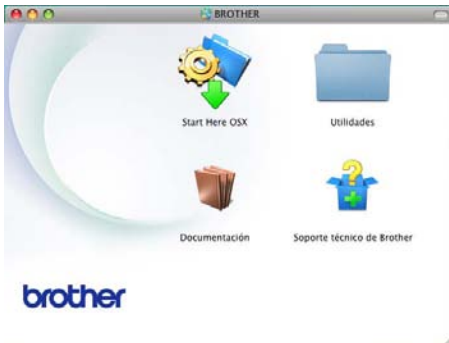 BROTHER
Start Here OSX
Utilidades
Documentación
Soporte técnico de Brother
brother